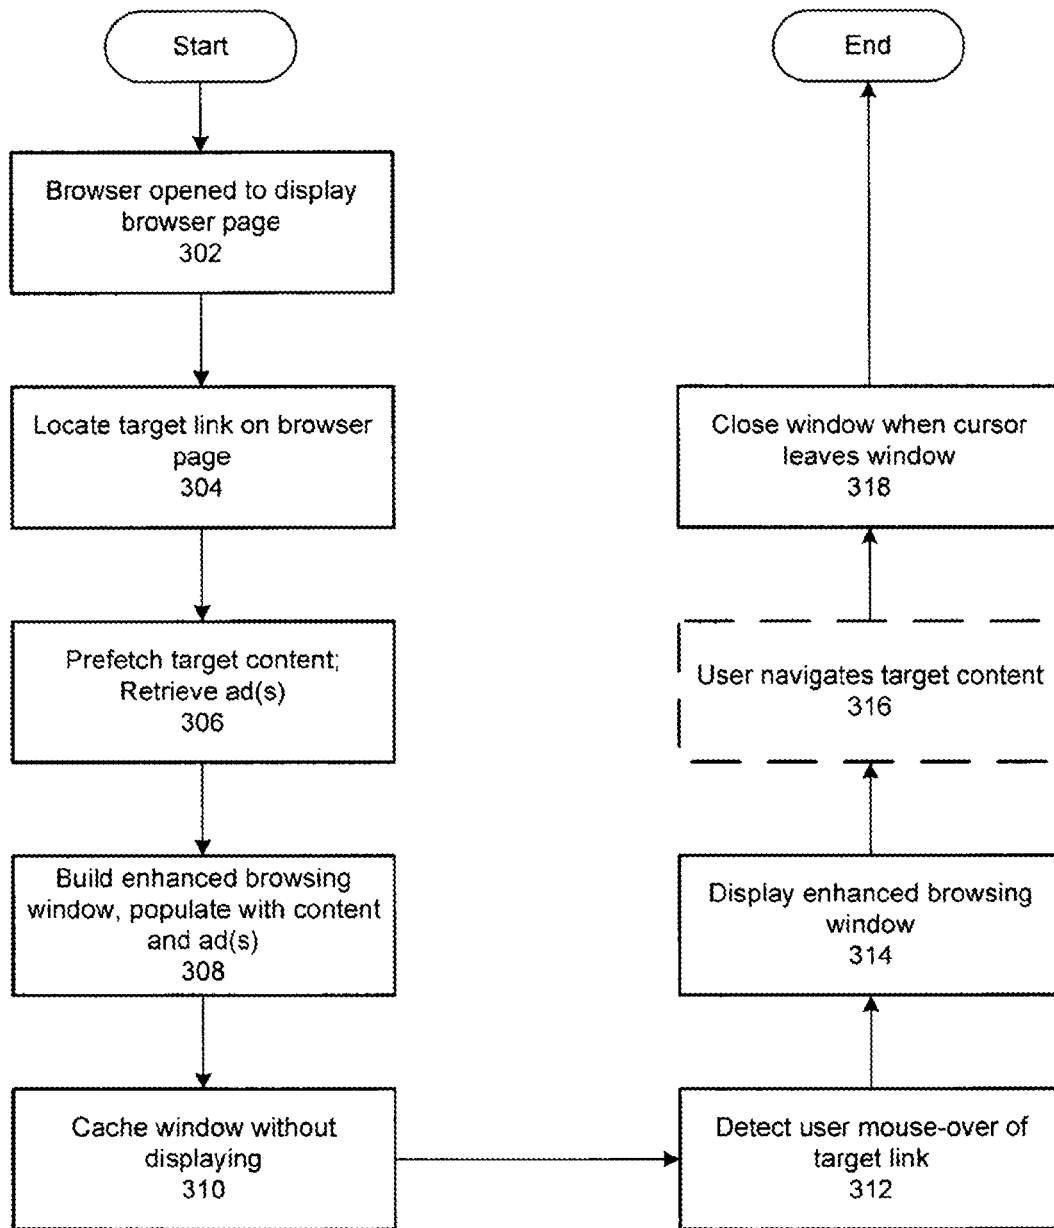 Start
Browser opened to display
browser page
302
Locate target link on browser
page
304
Prefetch target content;
Retrieve ad(s)
306
Build enhanced browsing
window, populate with content
and ad(s)
308
Cache window without
displaying
310
Detect user mouse-over of
target link
312
Display enhanced browsing
window
314
User navigates target content
316
Close window when cursor
leaves window
318
End